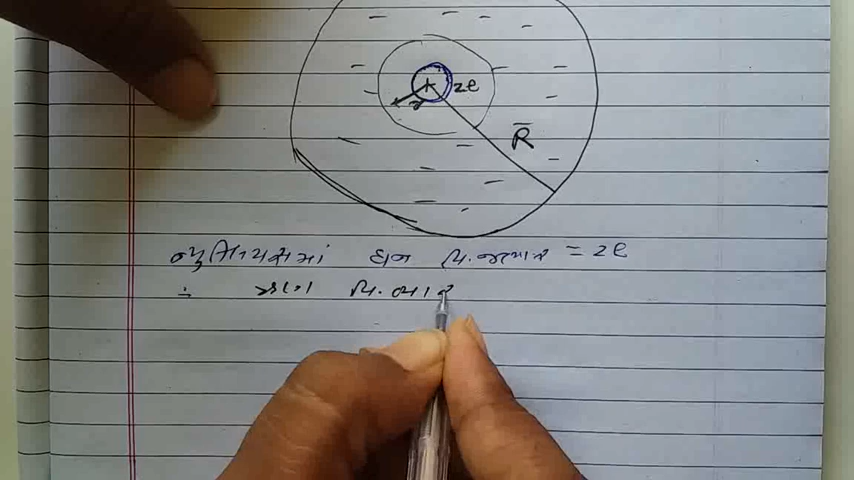 ze
R
ન્યુક્લિયસમાં ધન વિ.ભાર = ze
∴ ઋણ વિ.ભાર